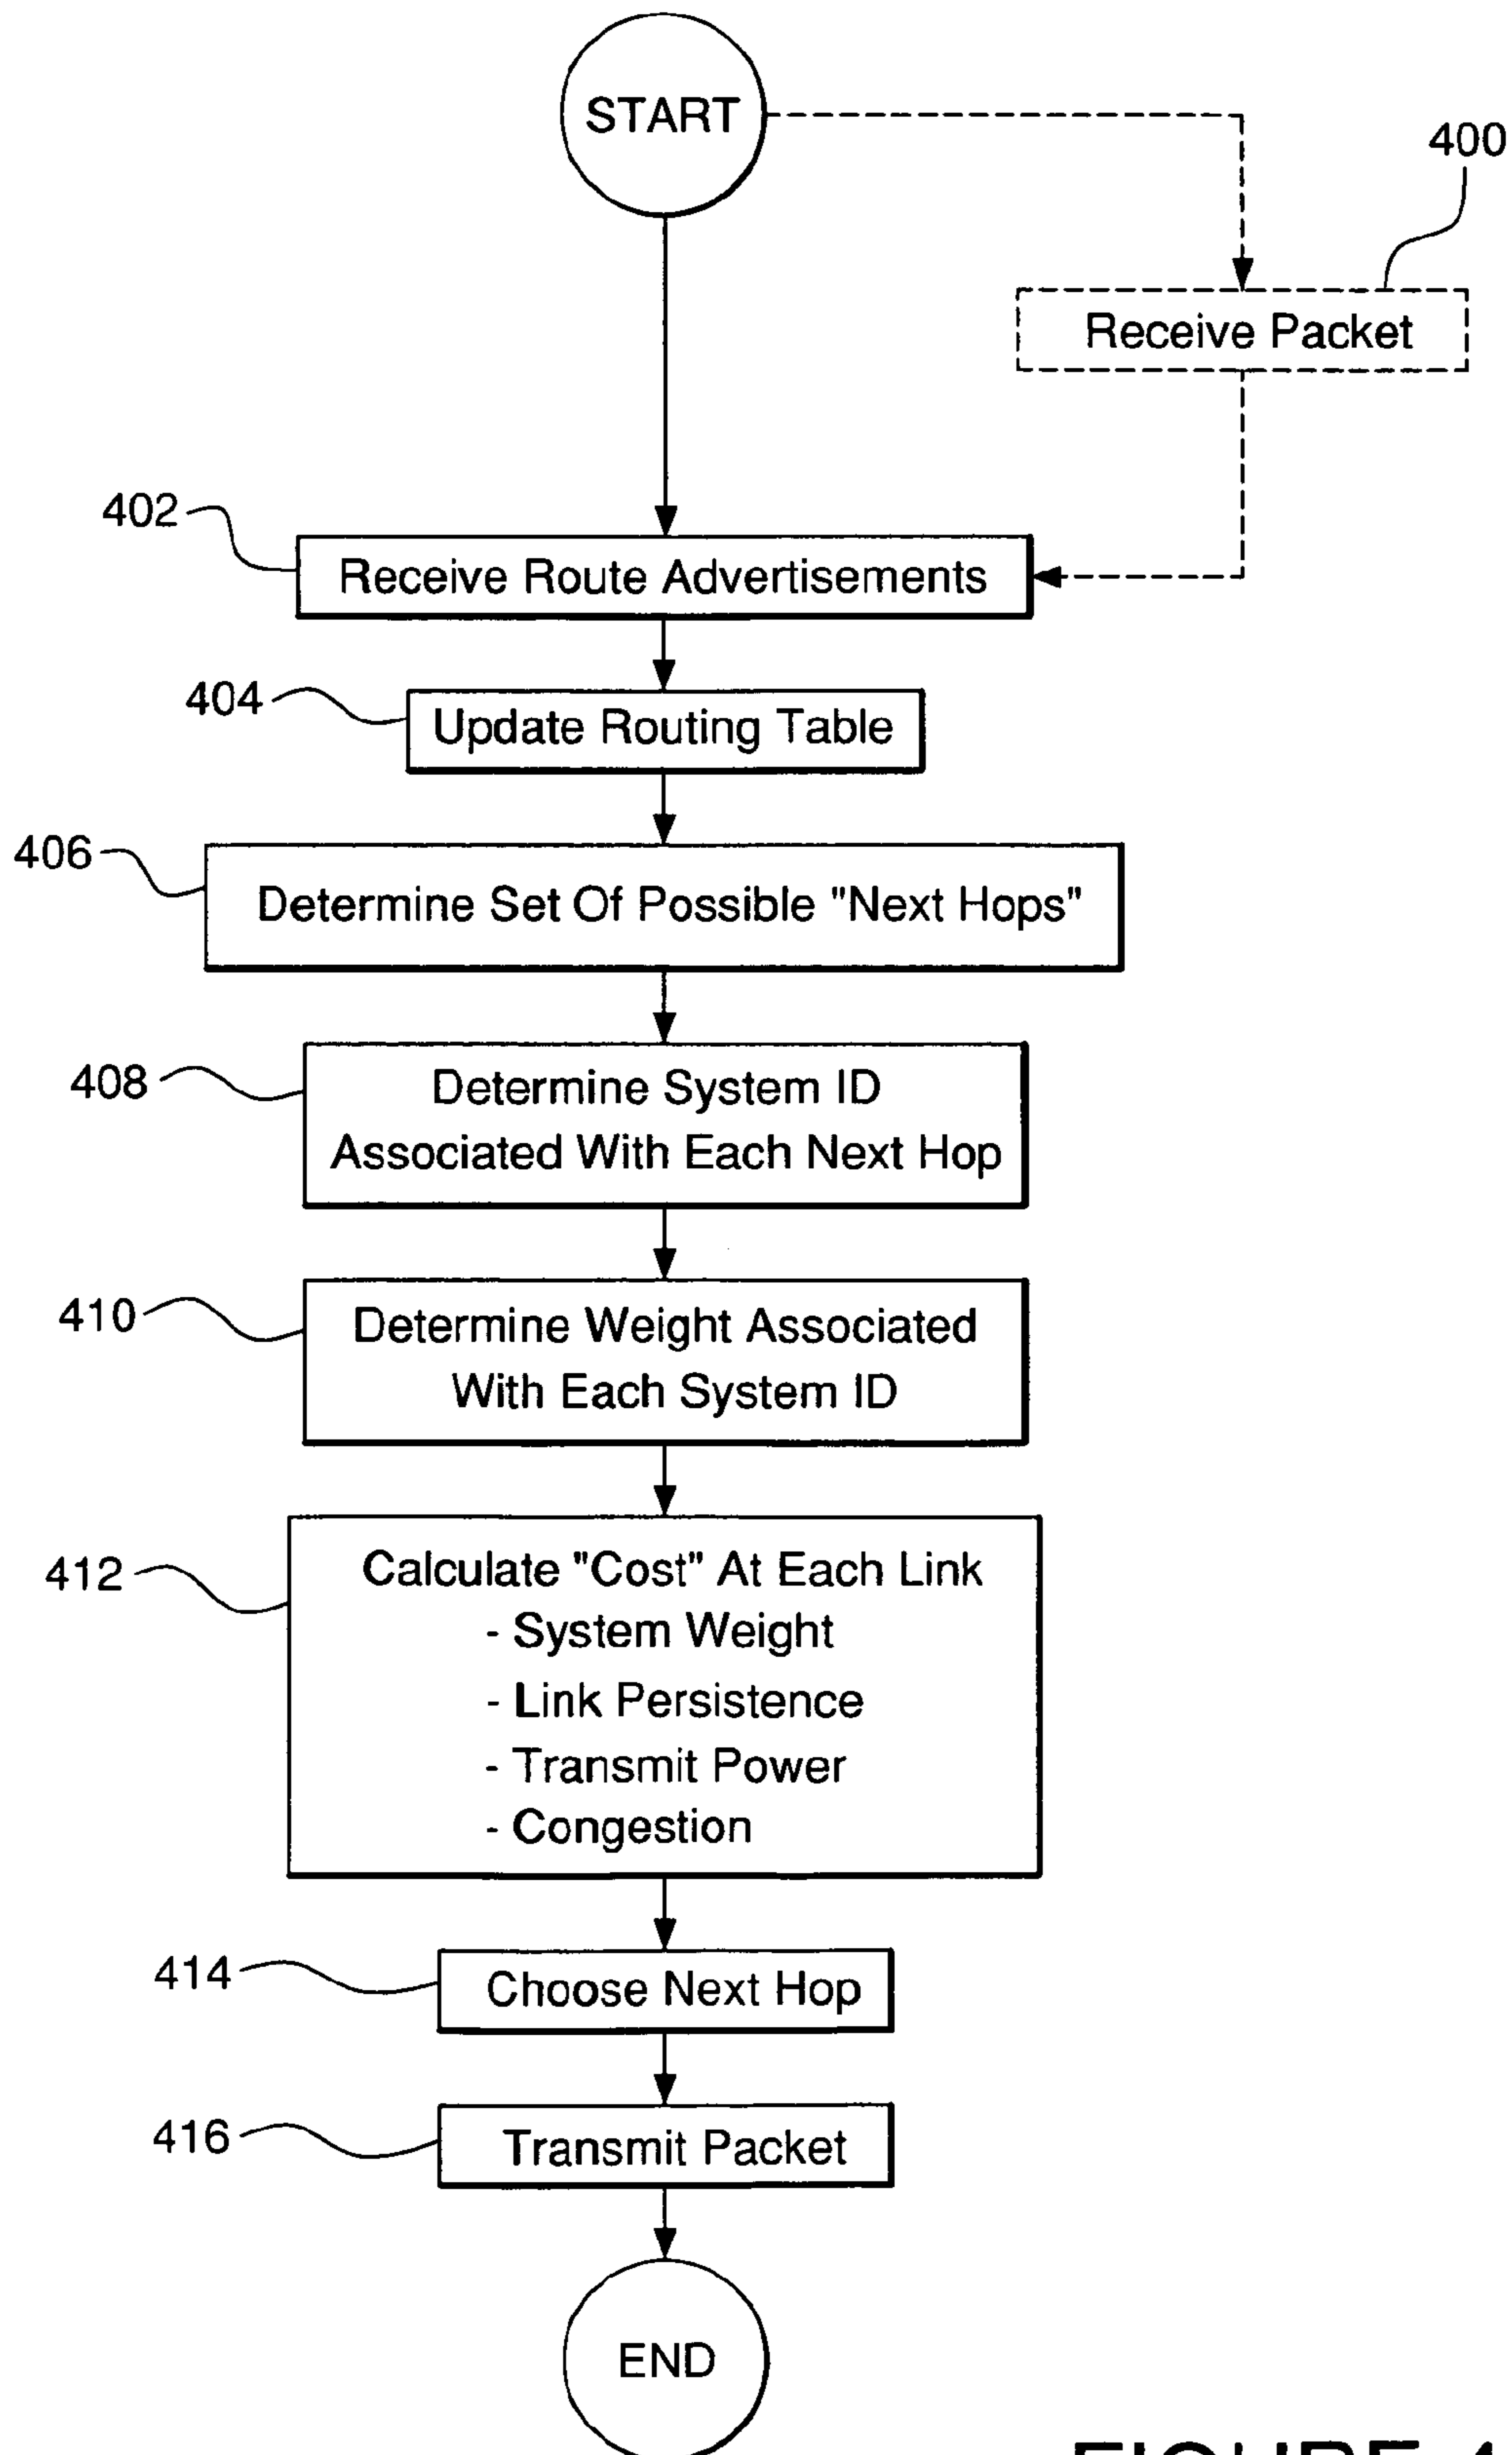 START
400
Receive Packet
402
Receive Route Advertisements
404
Update Routing Table
406
Determine Set Of Possible "Next Hops"
408
Determine System ID
Associated With Each Next Hop
410
Determine Weight Associated
With Each System ID
412
Calculate "Cost" At Each Link
- System Weight
- Link Persistence
- Transmit Power
- Congestion
414
Choose Next Hop
416
Transmit Packet
END
FIGURE 4